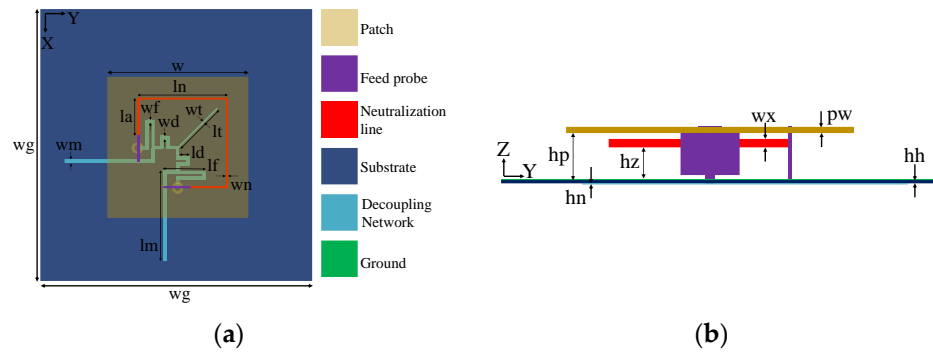 Y
X
w
ln
la
wf
wt
wd
lt
wm
ld
wg
lf
wn
lm
wg
Patch
Feed probe
Neutralization
line
Substrate
Decoupling
Network
Ground
(a)
wx
pw
Z
hp
hz
hh
Y
hn
(b)